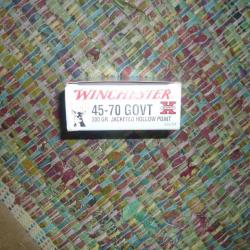 WINCHESTER
45-70 GOVT
X
300 GR. JACKETED HOLLOW POINT